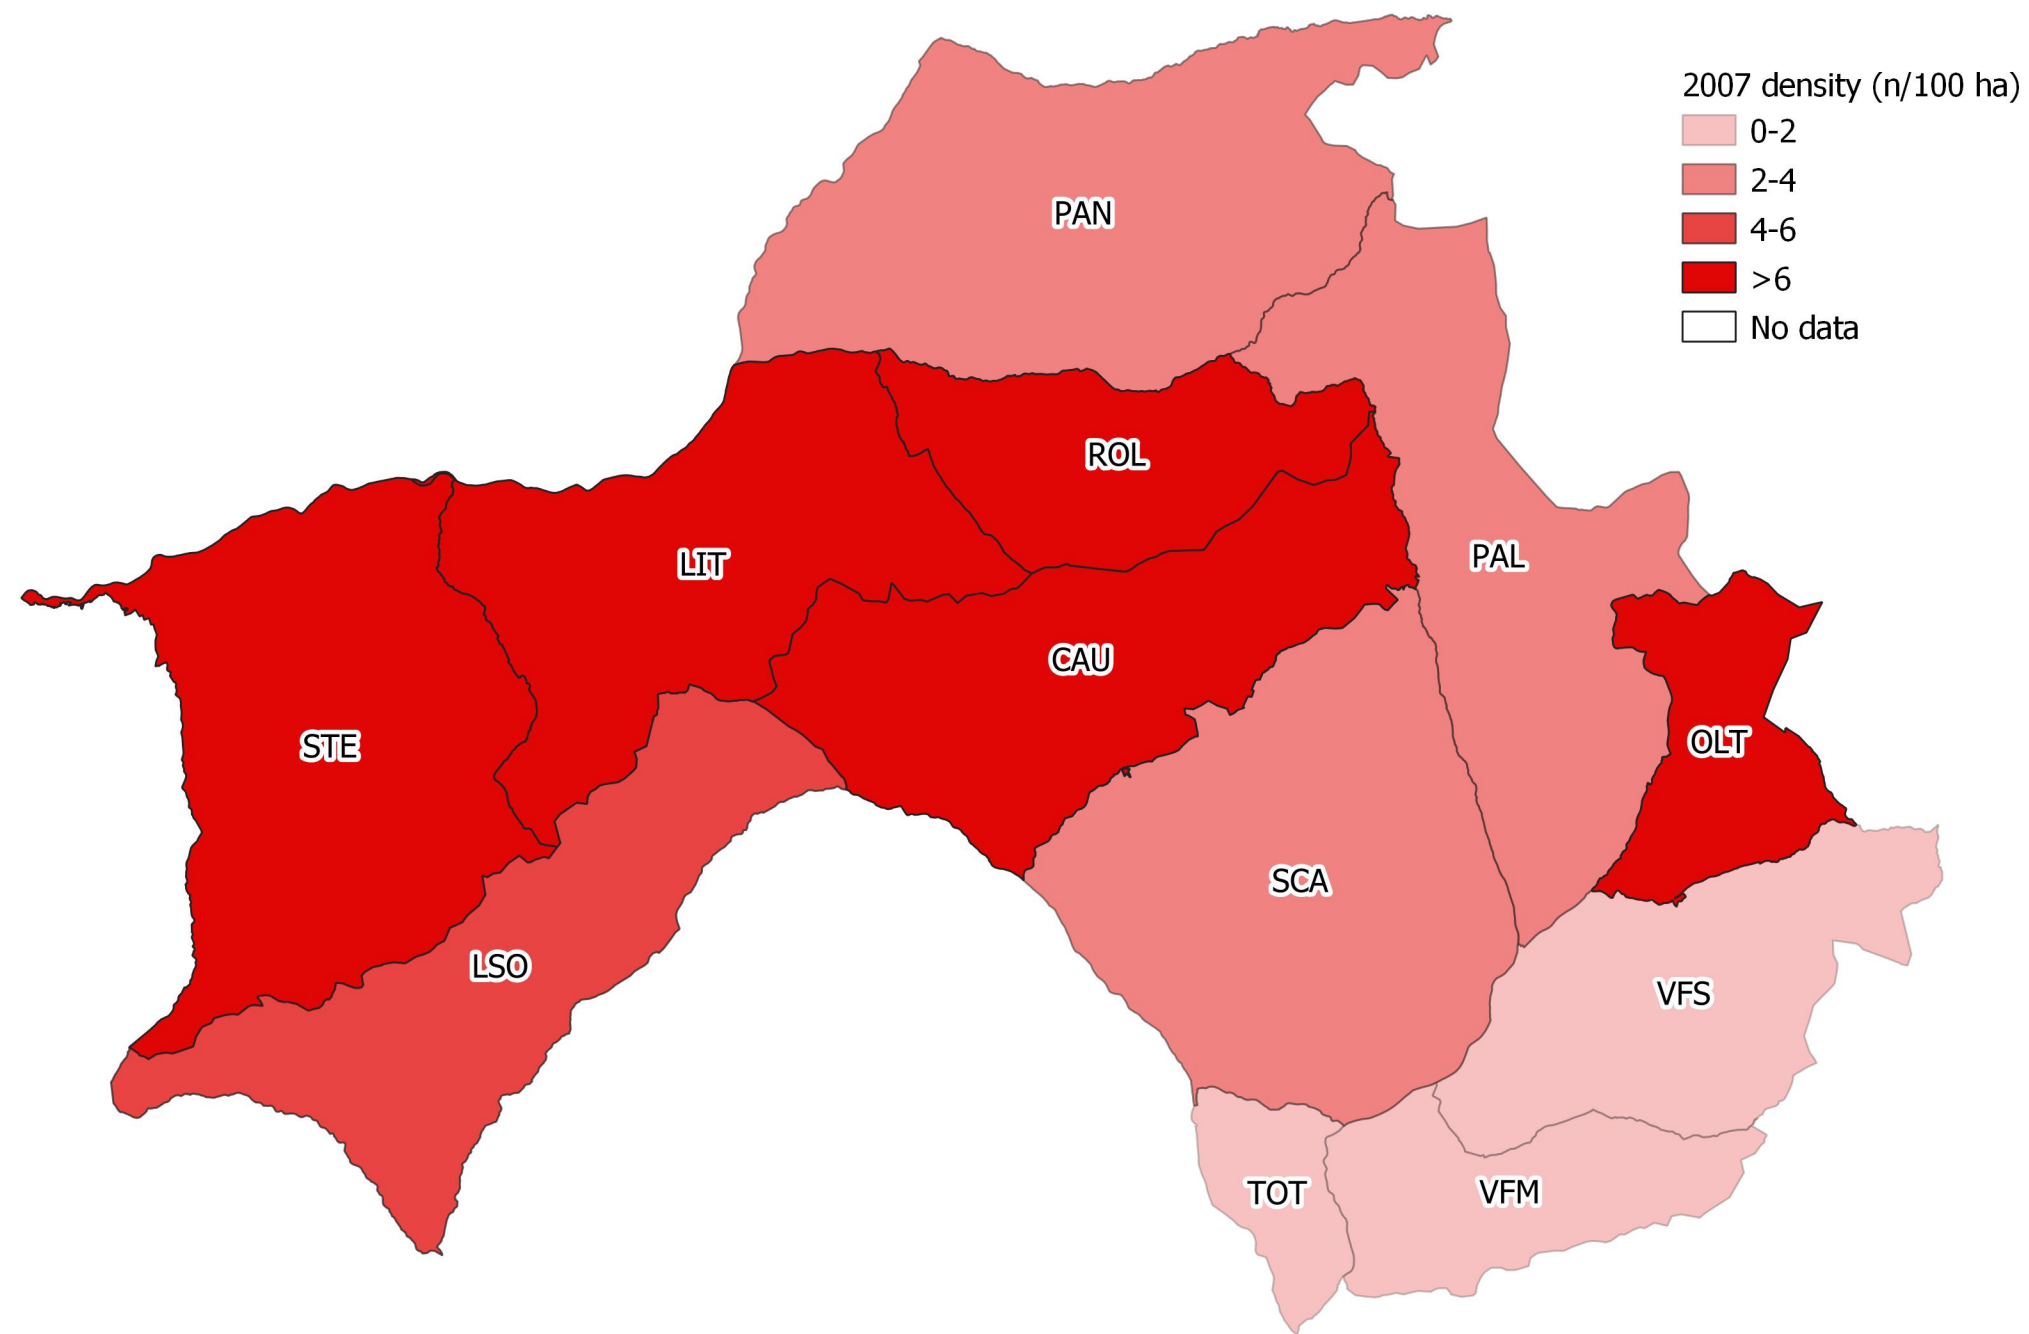 2007 density (n/100 ha)
0-2
2-4
4-6
>6
No data
PAN
ROL
LIT
PAL
CAU
STE
OLT
SCA
LSO
VFS
TOT
VFM